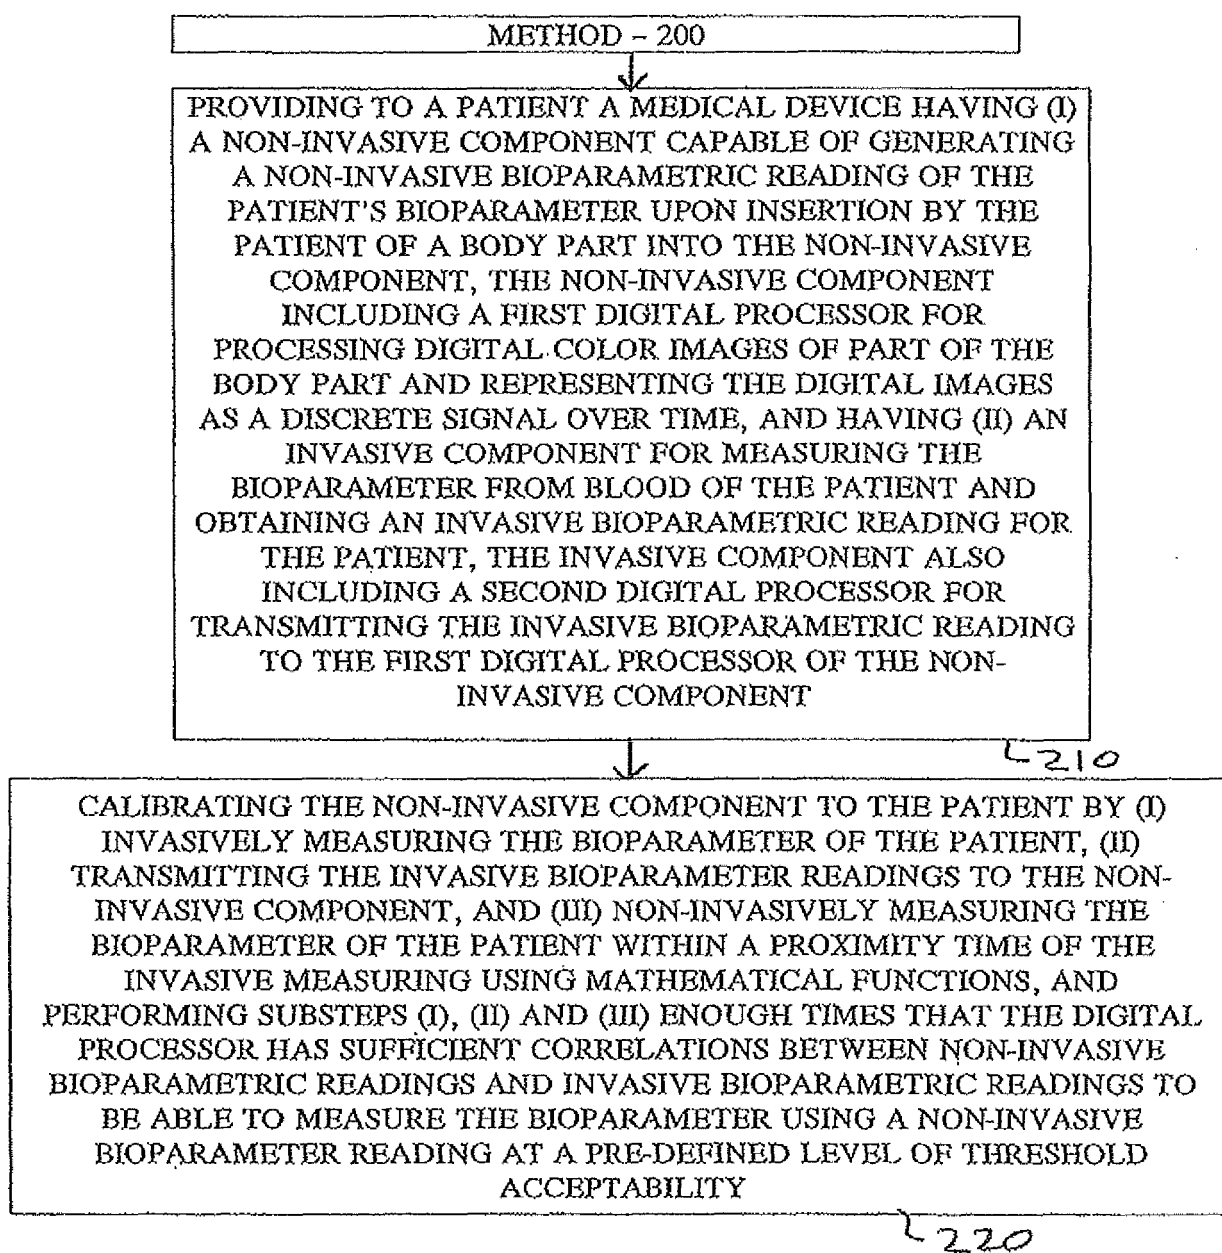 METHOD – 200
PROVIDING TO A PATIENT A MEDICAL DEVICE HAVING (I)
A NON-INVASIVE COMPONENT CAPABLE OF GENERATING
A NON-INVASIVE BIOPARAMETRIC READING OF THE
PATIENT'S BIOPARAMETER UPON INSERTION BY THE
PATIENT OF A BODY PART INTO THE NON-INVASIVE
COMPONENT, THE NON-INVASIVE COMPONENT
INCLUDING A FIRST DIGITAL PROCESSOR FOR
PROCESSING DIGITAL COLOR IMAGES OF PART OF THE
BODY PART AND REPRESENTING THE DIGITAL IMAGES
AS A DISCRETE SIGNAL OVER TIME, AND HAVING (II) AN
INVASIVE COMPONENT FOR MEASURING THE
BIOPARAMETER FROM BLOOD OF THE PATIENT AND
OBTAINING AN INVASIVE BIOPARAMETRIC READING FOR
THE PATIENT, THE INVASIVE COMPONENT ALSO
INCLUDING A SECOND DIGITAL PROCESSOR FOR
TRANSMITTING THE INVASIVE BIOPARAMETRIC READING
TO THE FIRST DIGITAL PROCESSOR OF THE NON-
INVASIVE COMPONENT
210
CALIBRATING THE NON-INVASIVE COMPONENT TO THE PATIENT BY (I)
INVASIVELY MEASURING THE BIOPARAMETER OF THE PATIENT, (II)
TRANSMITTING THE INVASIVE BIOPARAMETER READINGS TO THE NON-
INVASIVE COMPONENT, AND (III) NON-INVASIVELY MEASURING THE
BIOPARAMETER OF THE PATIENT WITHIN A PROXIMITY TIME OF THE
INVASIVE MEASURING USING MATHEMATICAL FUNCTIONS, AND
PERFORMING SUBSTEPS (I), (II) AND (III) ENOUGH TIMES THAT THE DIGITAL
PROCESSOR HAS SUFFICIENT CORRELATIONS BETWEEN NON-INVASIVE
BIOPARAMETRIC READINGS AND INVASIVE BIOPARAMETRIC READINGS TO
BE ABLE TO MEASURE THE BIOPARAMETER USING A NON-INVASIVE
BIOPARAMETER READING AT A PRE-DEFINED LEVEL OF THRESHOLD
ACCEPTABILITY
220